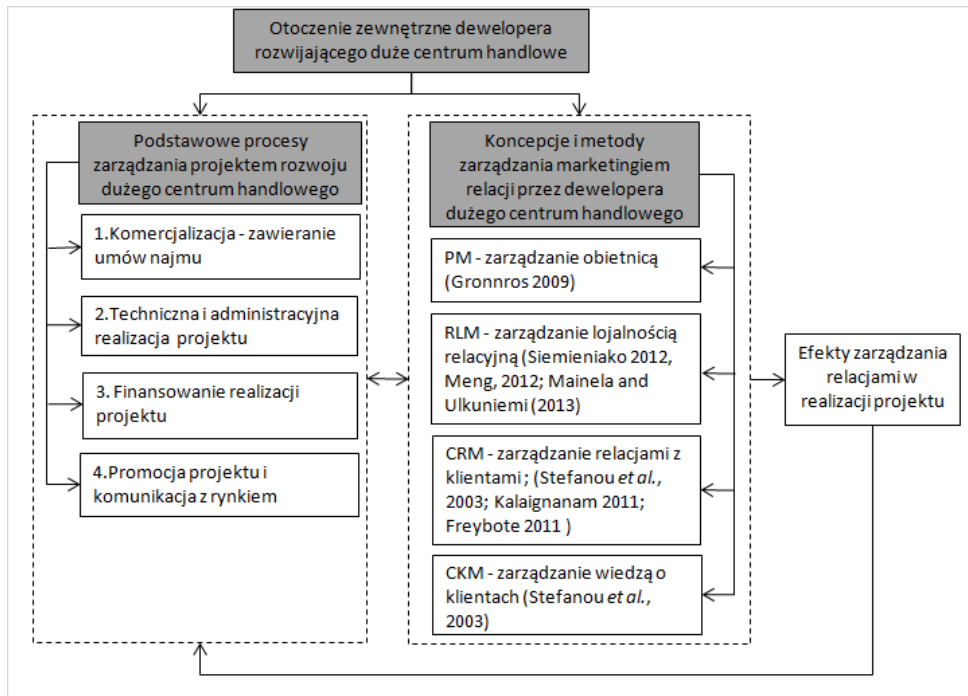 Otoczenie zewnętrzne dewelopera
rozwijającego duże centrum handlowe
Podstawowe procesy
zarządzania projektem rozwoju
dużego centrum handlowego
1.Komercjalizacja - zawieranie
umów najmu
2.Techniczna i administracyjna
realizacja projektu
3. Finansowanie realizacji
projektu
4.Promocja projektu i
komunikacja z rynkiem
Koncepcje i metody
zarządzania marketingiem
relacji przez dewelopera
dużego centrum handlowego
PM - zarządzanie obietnicą
(Gronnros 2009)
RLM - zarządzanie lojalnością
relacyjną (Siemieniako 2012,
Meng, 2012; Mainela and
Ulkuniemi (2013)
CRM - zarządzanie relacjami z
klientami ; (Stefanou et al.,
2003; Kalaignanam 2011;
Freybote 2011 )
CKM - zarządzanie wiedzą o
klientach (Stefanou et al.,
2003)
Efekty zarządzania
relacjami w
realizacji projektu